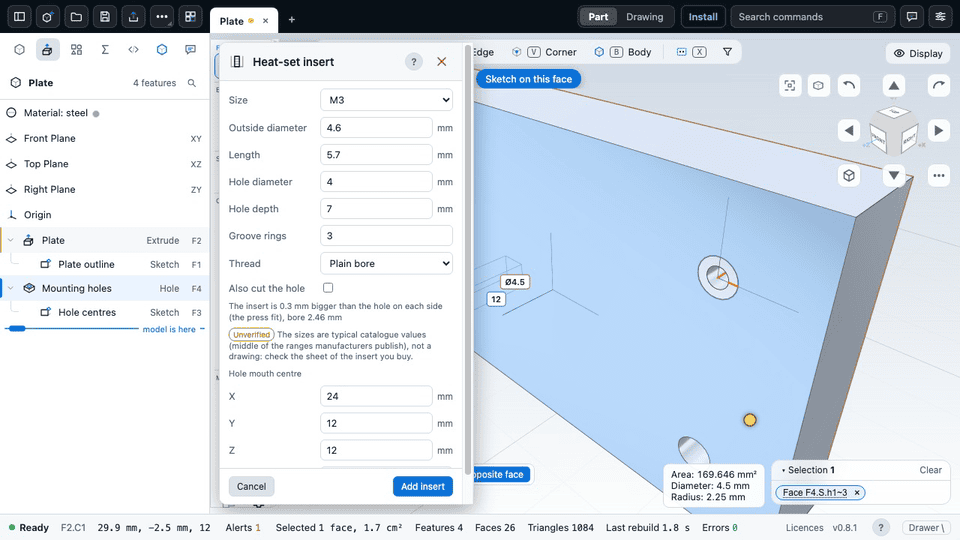 Plate
Part
Drawing
Install
Search commands
F
Edge
V
Corner
B
Body
X
Sketch on this face
Display
Plate
4 features
Material: steel
Front Plane
XY
Top Plane
XZ
Right Plane
ZY
Origin
Plate
Extrude
F2
Plate outline
Sketch
F1
Mounting holes
Hole
F4
Hole centres
Sketch
F3
model is here
Heat-set insert
?
Size
M3
Outside diameter
4.6
mm
Length
5.7
mm
Hole diameter
4
mm
Hole depth
7
mm
Groove rings
3
Thread
Plain bore
Also cut the hole
The insert is 0.3 mm bigger than the hole on each side
(the press fit), bore 2.46 mm
Unverified The sizes are typical catalogue values
(middle of the ranges manufacturers publish), not a
drawing: check the sheet of the insert you buy.
Hole mouth centre
X
24
mm
Y
12
mm
Z
12
mm
Cancel
Add insert
Ø4.5
12
FRONT
RIGHT
opposite face
Area: 169.646 mm²
Diameter: 4.5 mm
Radius: 2.25 mm
Selection 1
Clear
Face F4.S.h1~3 ×
Ready
F2.C1
29.9 mm, -2.5 mm, 12
Alerts 1
Selected 1 face, 1.7 cm²
Features 4
Faces 26
Triangles 1084
Last rebuild 1.8 s
Errors 0
Licences
v0.8.1
?
Drawer \